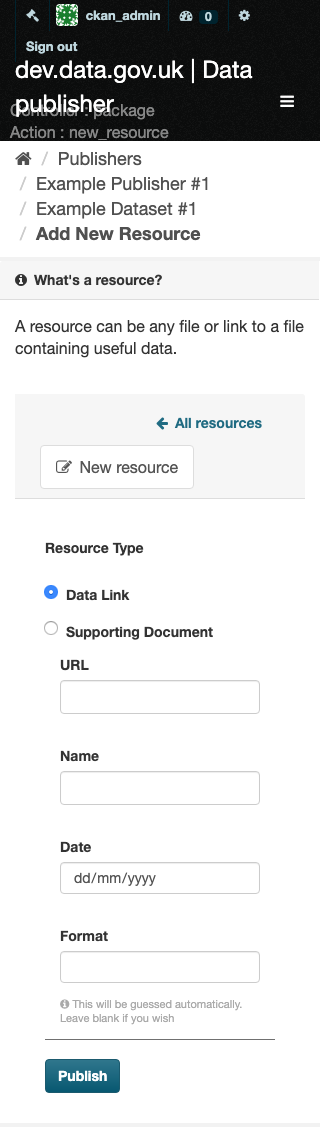 ckan_admin 0
Sign out
dev.data.gov.uk | Data
publisher
Controller : package
Action : new_resource
/ Publishers
/ Example Publisher #1
/ Example Dataset #1
/ Add New Resource
What's a resource?
A resource can be any file or link to a file
containing useful data.
All resources
New resource
Resource Type
Data Link
Supporting Document
URL
Name
Date
dd/mm/yyyy
Format
This will be guessed automatically.
Leave blank if you wish
Publish